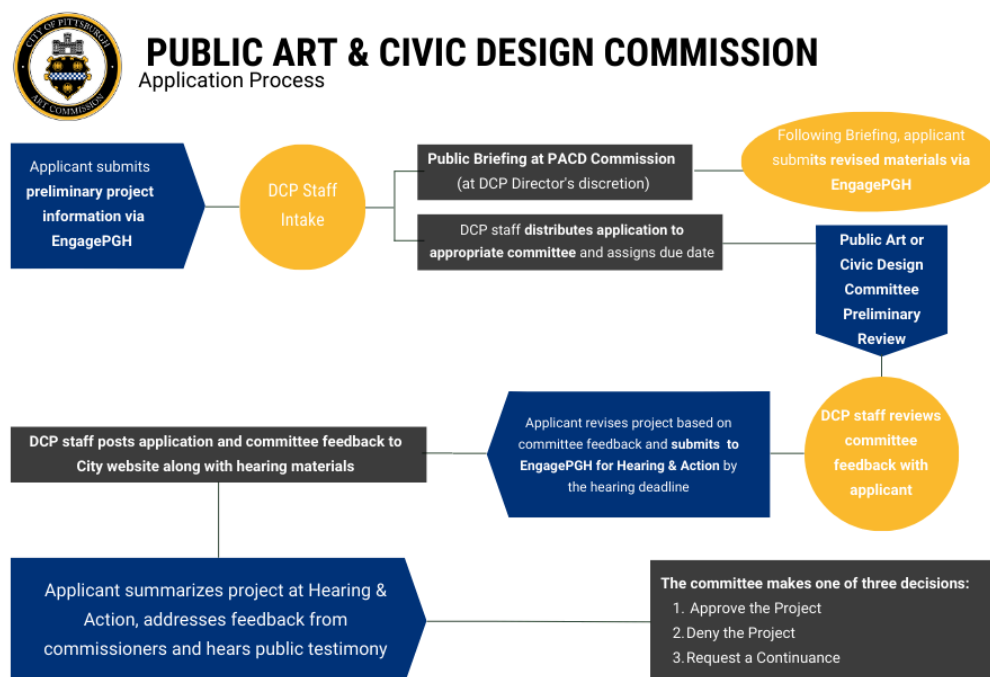 CITY OF PITTSBURGH
ART COMMISSION
PUBLIC ART & CIVIC DESIGN COMMISSION
Application Process
Applicant submits
preliminary project
information via
EngagePGH
DCP Staff
Intake
Public Briefing at PACD Commission
(at DCP Director's discretion)
Following Briefing, applicant
submits revised materials via
EngagePGH
DCP staff distributes application to
appropriate committee and assigns due date
Public Art or
Civic Design
Committee
Preliminary
Review
DCP staff reviews
committee
feedback with
applicant
Applicant revises project based on
committee feedback and submits to
EngagePGH for Hearing & Action by
the hearing deadline
DCP staff posts application and committee feedback to
City website along with hearing materials
Applicant summarizes project at Hearing &
Action, addresses feedback from
commissioners and hears public testimony
The committee makes one of three decisions:
1. Approve the Project
2. Deny the Project
3. Request a Continuance